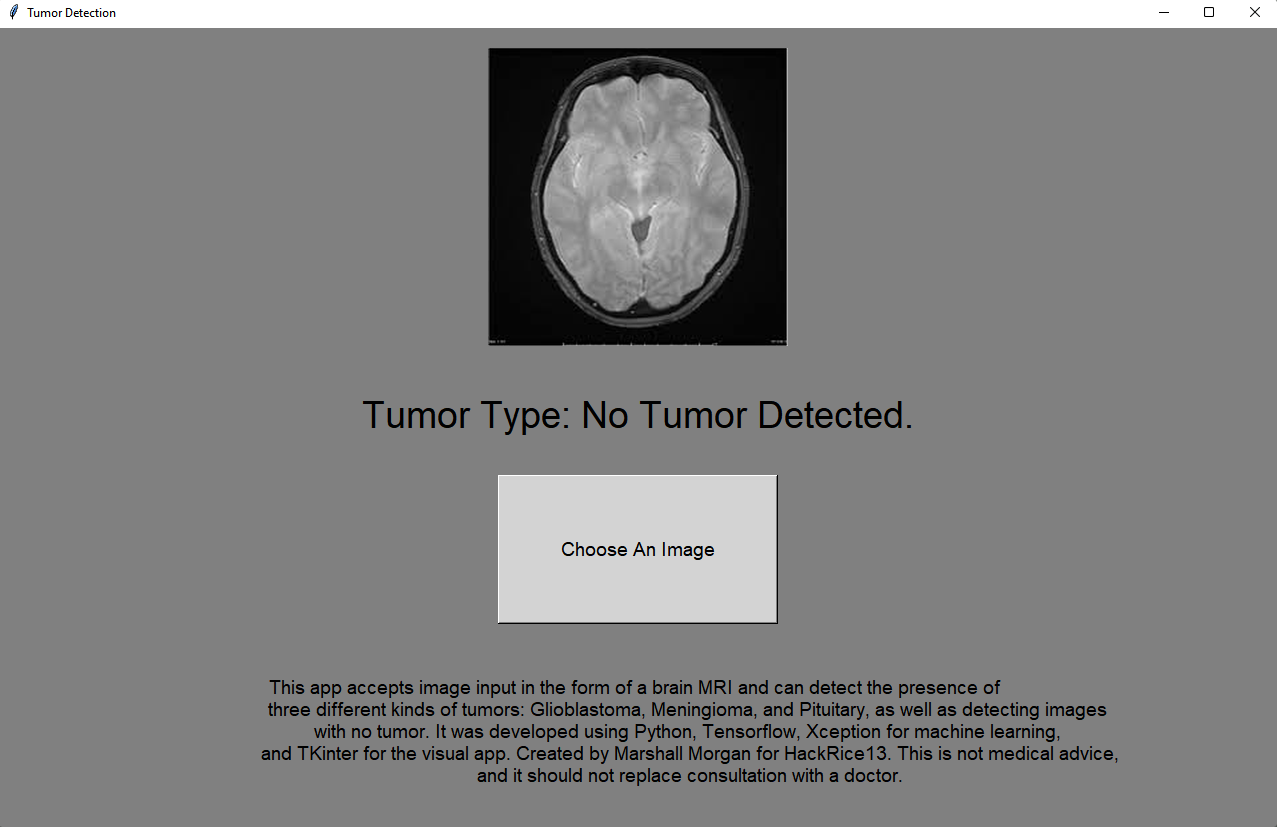 Tumor Detection
Tumor Type: No Tumor Detected.
Choose An Image
This app accepts image input in the form of a brain MRI and can detect the presence of
three different kinds of tumors: Glioblastoma, Meningioma, and Pituitary, as well as detecting images
with no tumor. It was developed using Python, Tensorflow, Xception for machine learning,
and TKinter for the visual app. Created by Marshall Morgan for HackRice13. This is not medical advice,
and it should not replace consultation with a doctor.